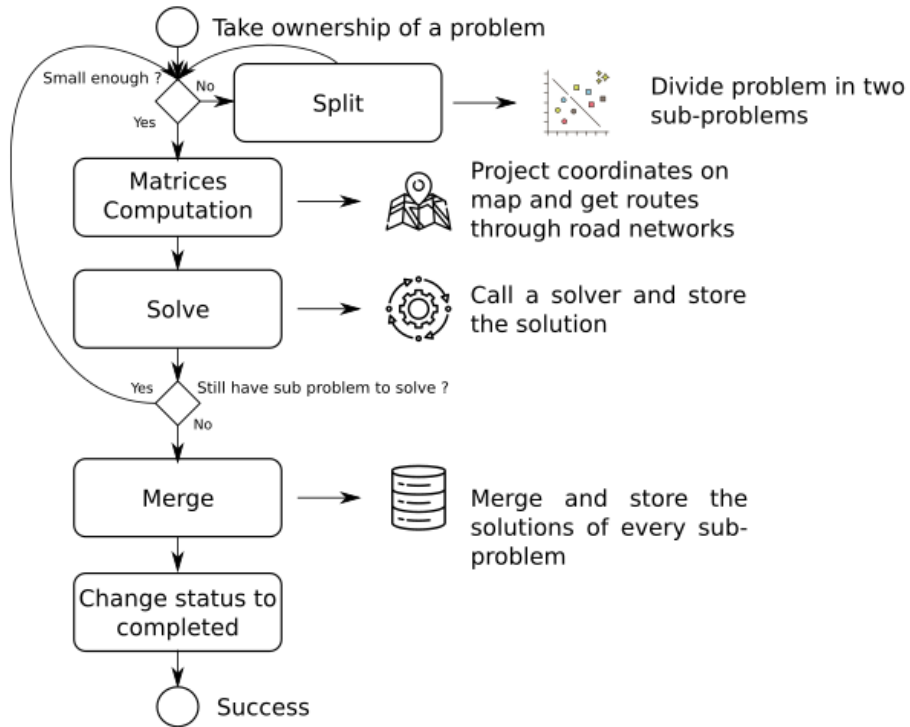 Take ownership of a problem
Small enough ?
No
Split
Divide problem in two
sub-problems
Yes
Matrices
Computation
Project coordinates on
map and get routes
through road networks
Solve
Call a solver and store
the solution
Yes
Still have sub problem to solve ?
No
Merge
Merge and store the
solutions of every sub-
problem
Change status to
completed
Success